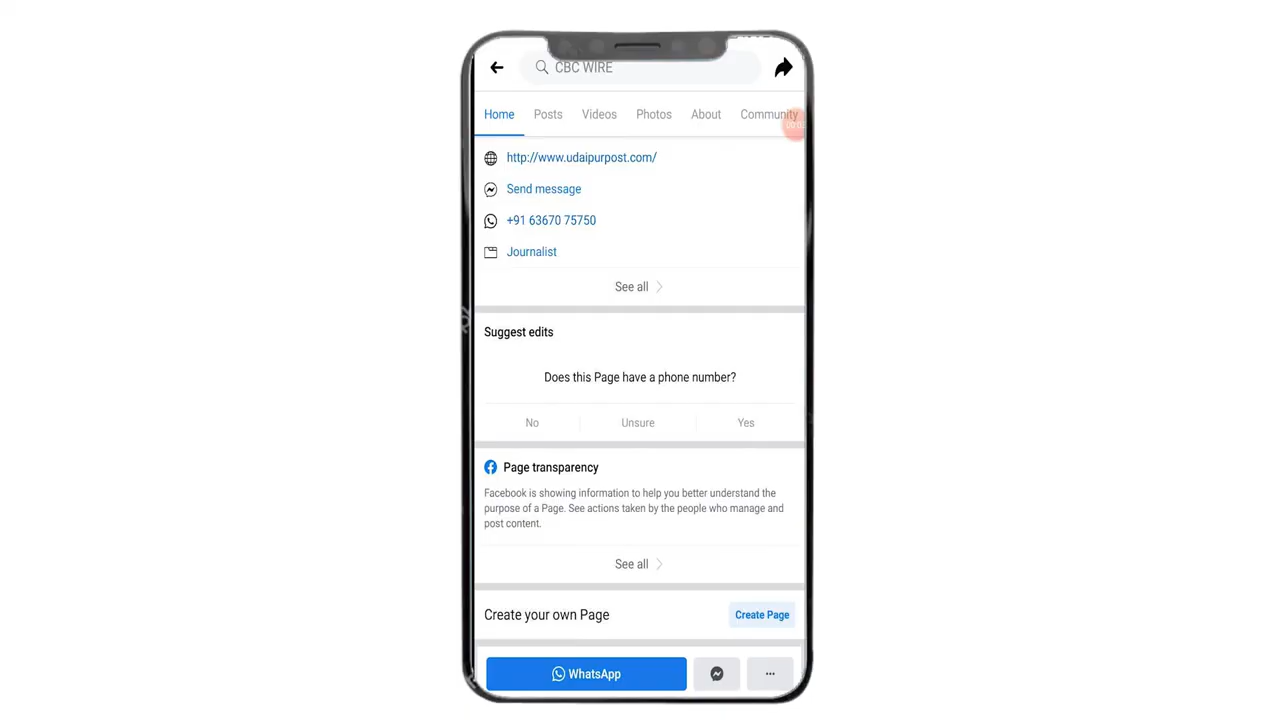 CBC WIRE
Home Posts Videos Photos About Community
http://www.udaipurpost.com/
Send message
+91 63670 75750
Journalist
See all
Suggest edits
Does this Page have a phone number?
No Unsure Yes
Page transparency
Facebook is showing information to help you better understand the
purpose of a Page. See actions taken by the people who manage and
post content.
See all
Create your own Page Create Page
WhatsApp